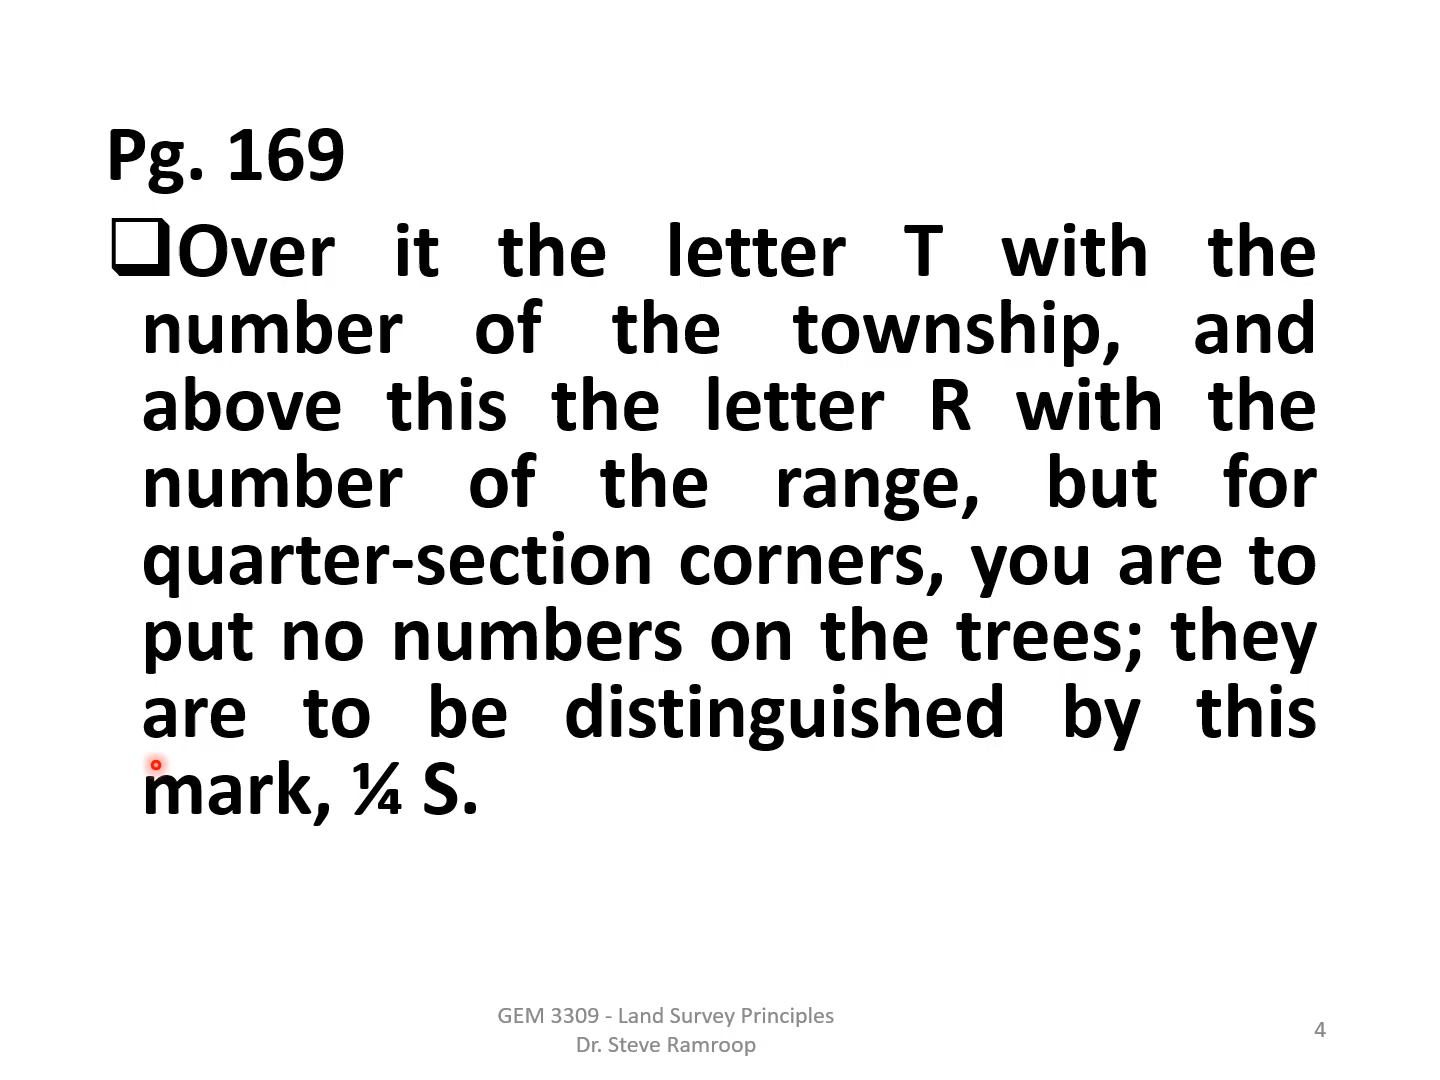 Pg. 169
❑Over it the letter T with the
number of the township, and
above this the letter R with the
number of the range, but for
quarter-section corners, you are to
put no numbers on the trees; they
are to be distinguished by this
mark, ¼ S.
GEM 3309 - Land Survey Principles
Dr. Steve Ramroop
4